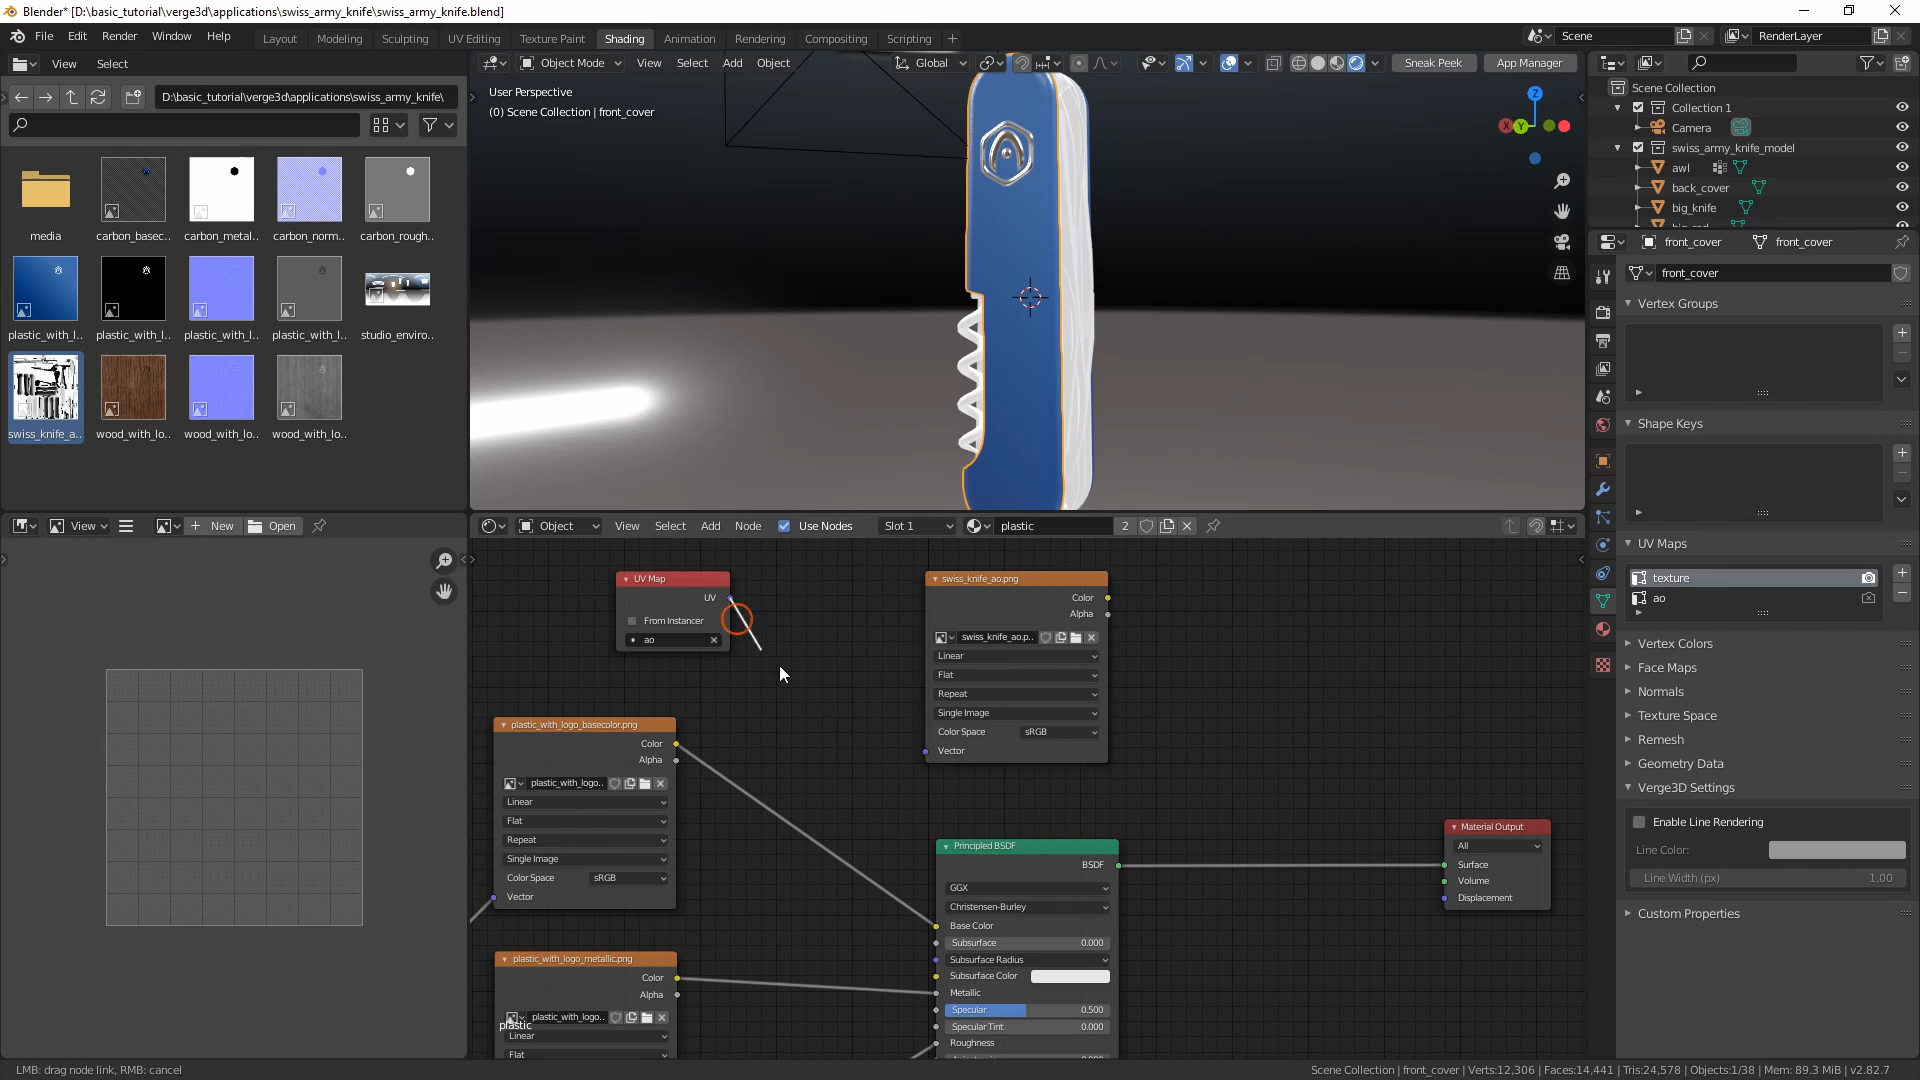 Blender* [D:\basic_tutorial\verge3d\applications\swiss_army_knife\swiss_army_knife.blend]
File Edit Render Window Help Layout Modeling Sculpting UV Editing Texture Paint Shading Animation Rendering Compositing Scripting Scene RenderLayer
View Select Object Mode View Select Add Object Global Sneak Peek App Manager
D:\basic_tutorial\verge3d\applications\swiss_army_knife\
User Perspective
(0) Scene Collection | front_cover
Z
X
Y
Scene Collection
Collection 1
Camera
swiss_army_knife_model
awl
back_cover
big_knife
media carbon_basec.. carbon_metal.. carbon_norm.. carbon_rough..
plastic_with_l.. plastic_with_l.. plastic_with_l.. plastic_with_l.. studio_enviro..
swiss_knife_a.. wood_with_lo.. wood_with_lo.. wood_with_lo..
front_cover front_cover
front_cover
Vertex Groups
Shape Keys
UV Maps
texture
ao
Vertex Colors
Face Maps
Normals
Texture Space
Remesh
Geometry Data
Verge3D Settings
Enable Line Rendering
Line Color:
Line Width (px) 1.00
Custom Properties
View New Open
Object View Select Add Node Use Nodes Slot 1 plastic 2
UV Map
UV
From Instancer
ao
swiss_knife_ao.png
Color
Alpha
swiss_knife_ao.p..
Linear
Flat
Repeat
Single Image
Color Space sRGB
Vector
plastic_with_logo_basecolor.png
Color
Alpha
plastic_with_logo..
Linear
Flat
Repeat
Single Image
Color Space sRGB
Vector
plastic_with_logo_metallic.png
Color
Alpha
plastic_with_logo..
plastic
Linear
Flat
Principled BSDF
BSDF
GGX
Christensen-Burley
Base Color
Subsurface 0.000
Subsurface Radius
Subsurface Color
Metallic
Specular 0.500
Specular Tint 0.000
Roughness
Material Output
All
Surface
Volume
Displacement
LMB: drag node link, RMB: cancel
Scene Collection | front_cover | Verts:12,306 | Faces:14,441 | Tris:24,578 | Objects:1/38 | Mem: 89.3 MiB | v2.82.7